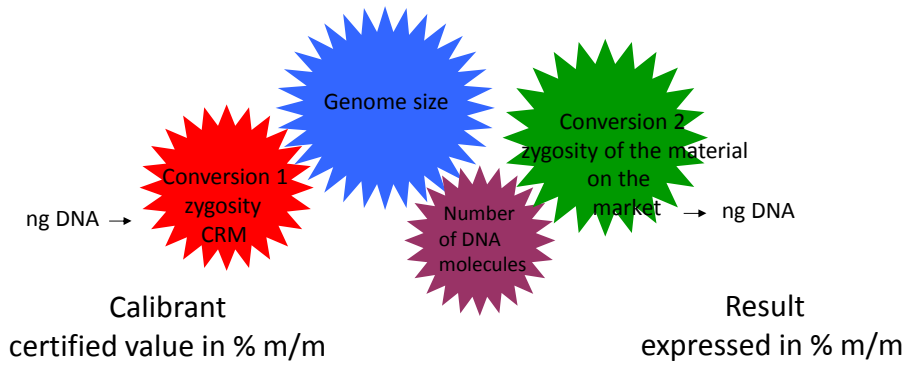 Genome size
Conversion 1
zygosity
CRM
ng DNA →
Number
of DNA
molecules
Conversion 2
zygosity of the material
on the
market
→ ng DNA
Calibrant
certified value in % m/m
Result
expressed in % m/m